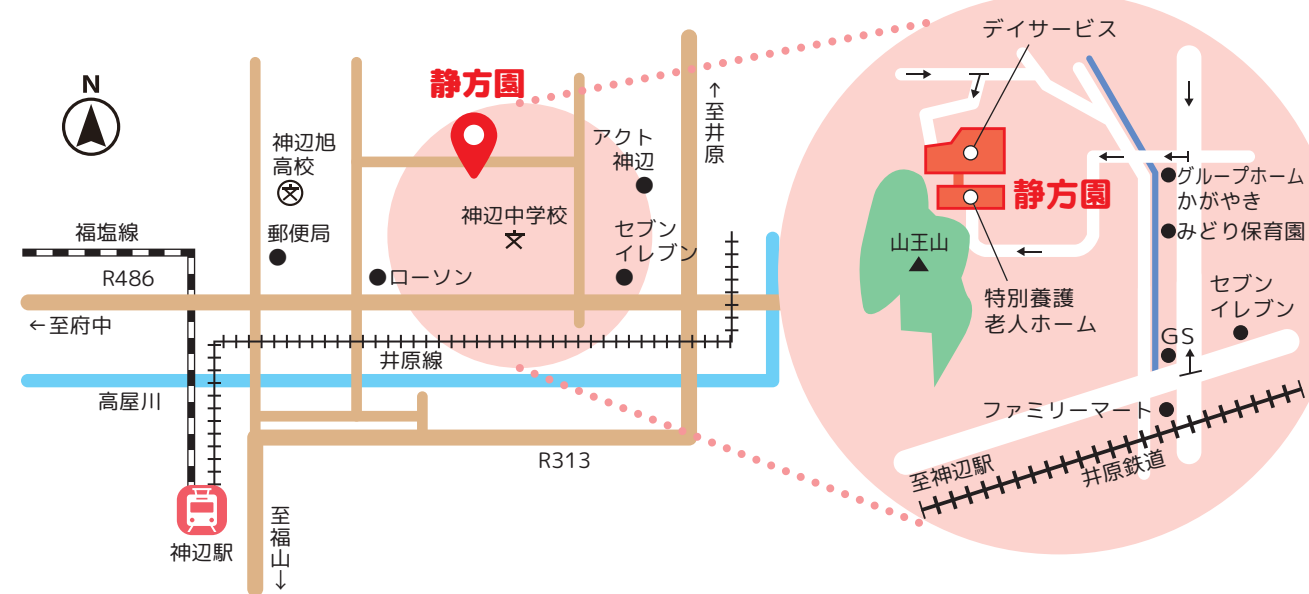 N
静方園
神辺旭
高校
アクト
神辺
↑至井原
神辺中学校
福塩線
郵便局
セブン
イレブン
R486
ローソン
←至府中
井原線
高屋川
R313
神辺駅
至福山↓
デイサービス
静方園
グループホーム
かがやき
みどり保育園
山王山
特別養護
老人ホーム
セブン
イレブン
GS
ファミリーマート
至神辺駅
井原鉄道